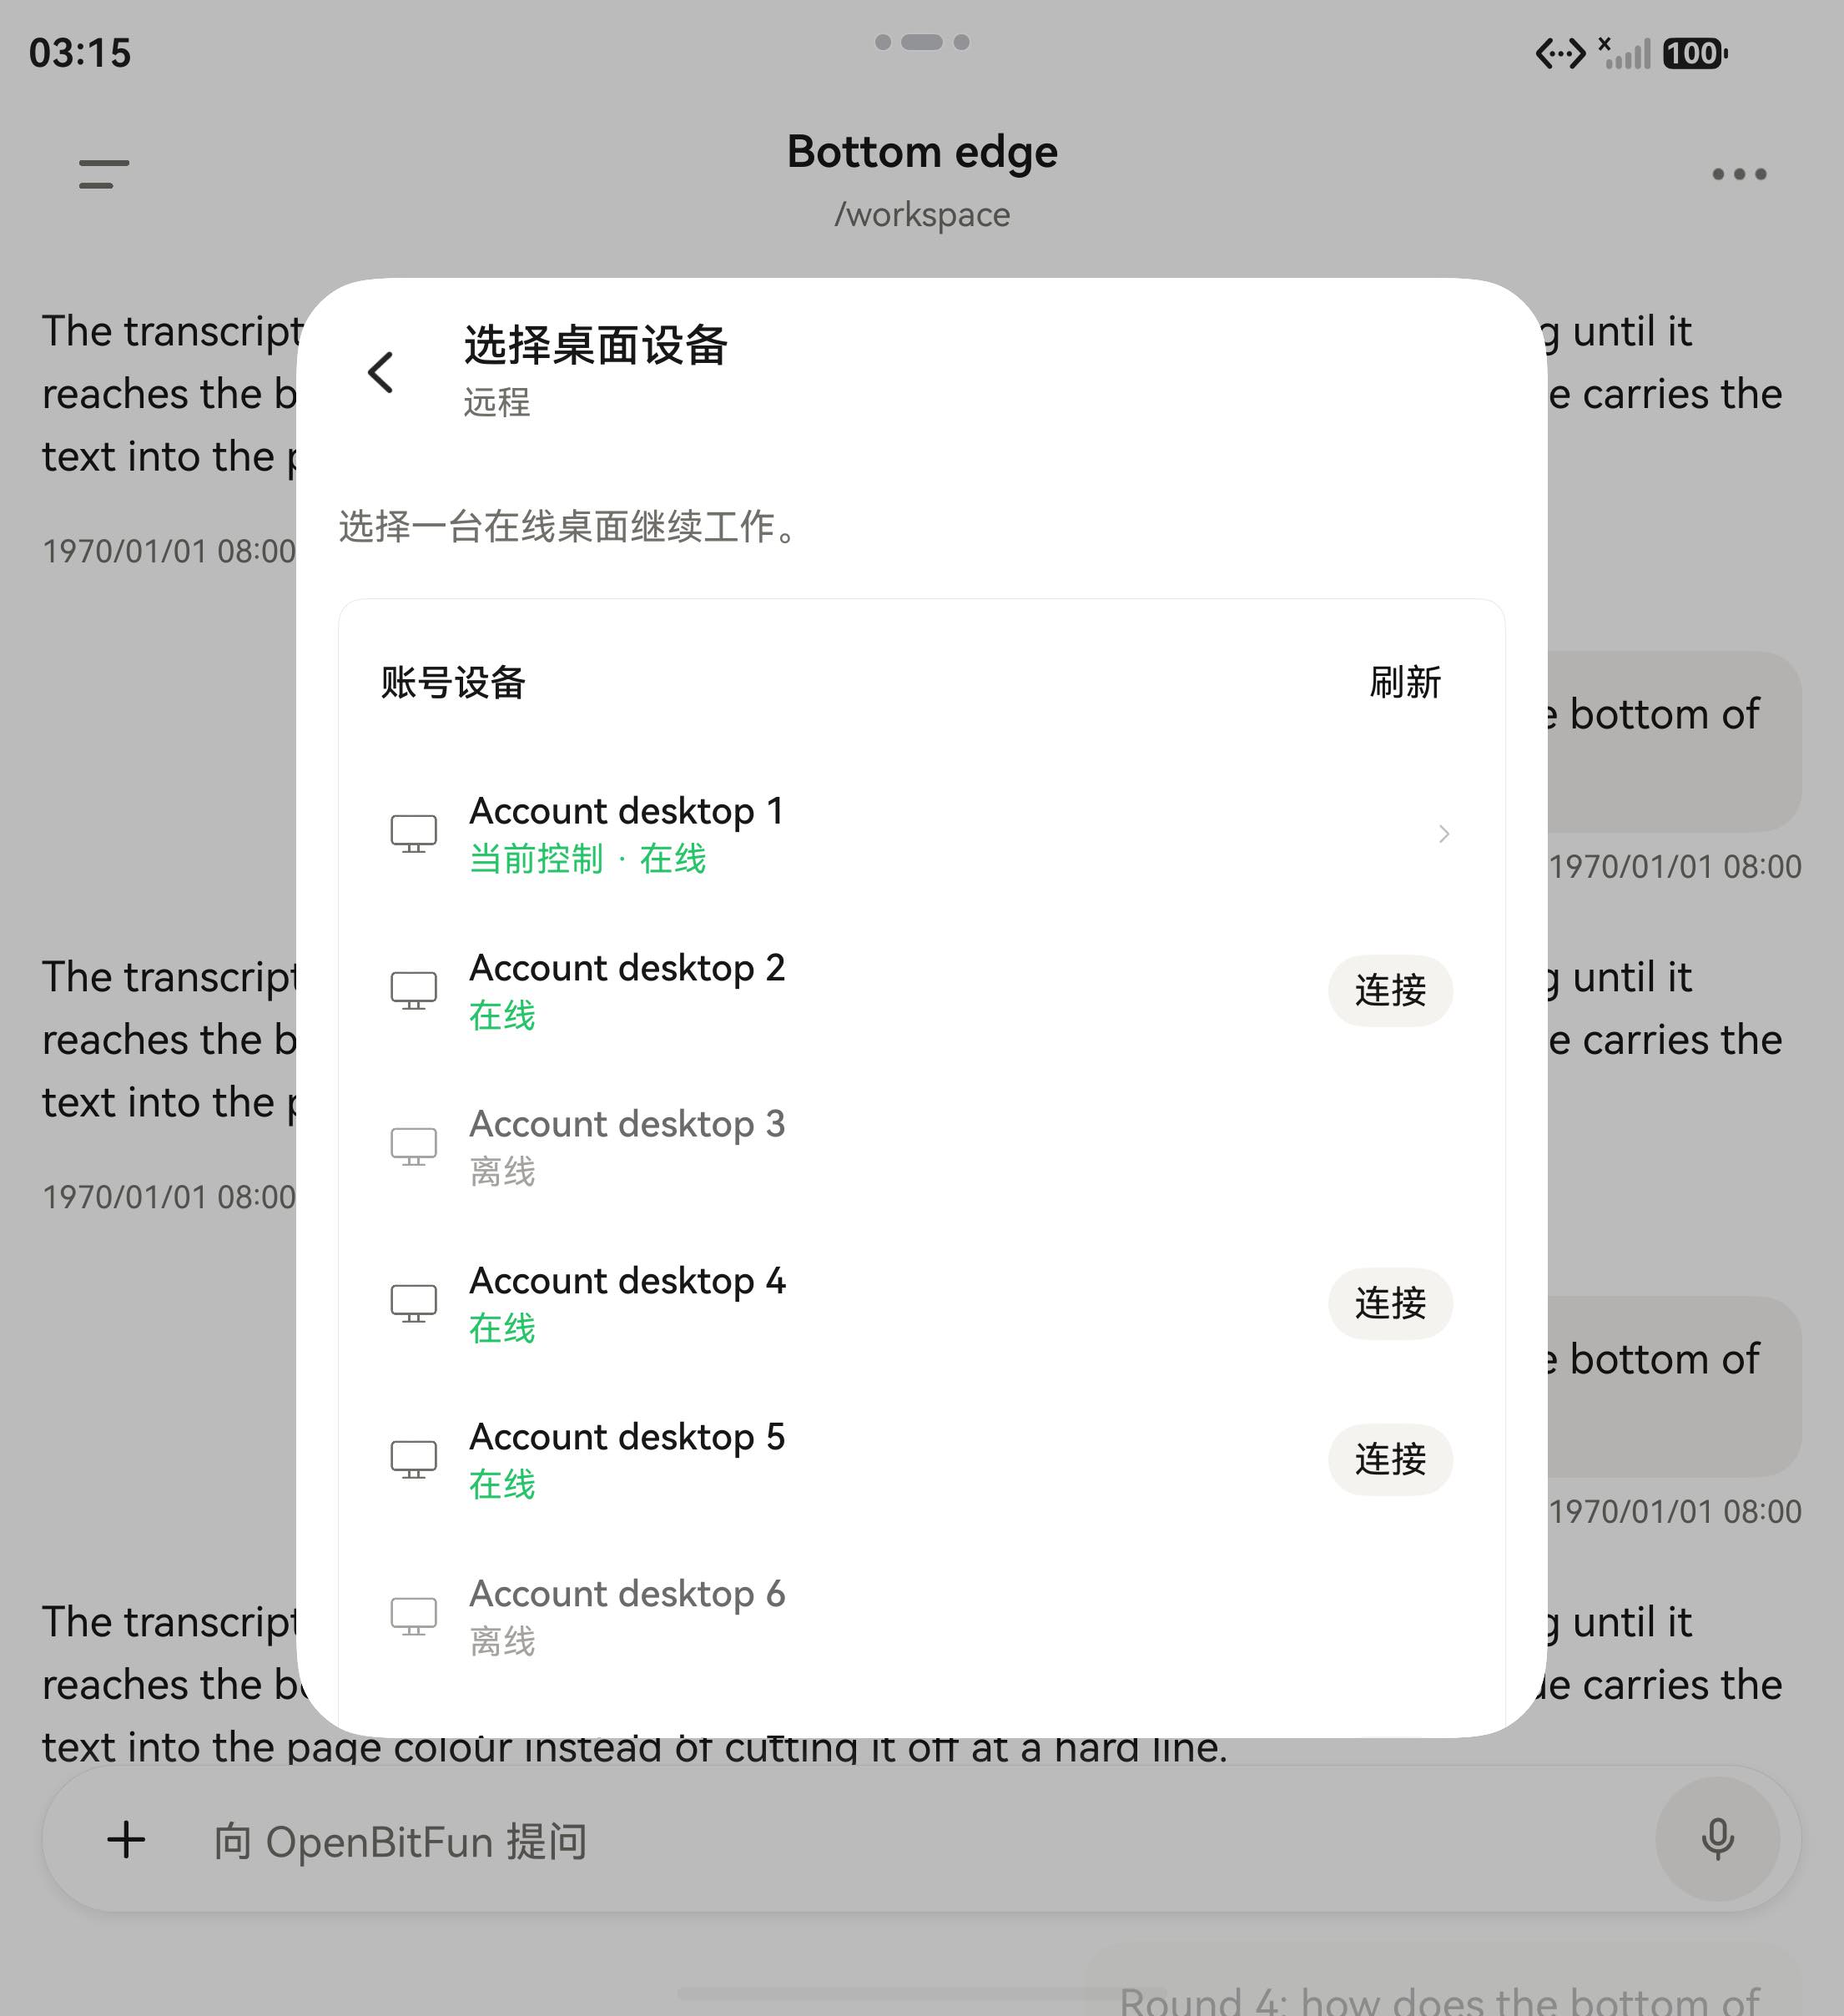 03:15
100
Bottom edge
/workspace
The transcript
g until it
reaches the b
e carries the
text into the p
1970/01/01 08:00
选择桌面设备
远程
选择一台在线桌面继续工作。
账号设备
刷新
e bottom of
1970/01/01 08:00
Account desktop 1
当前控制 · 在线
Account desktop 2
在线
连接
The transcript
g until it
reaches the b
e carries the
text into the p
1970/01/01 08:00
Account desktop 3
离线
Account desktop 4
在线
连接
e bottom of
Account desktop 5
在线
连接
1970/01/01 08:00
Account desktop 6
离线
The transcript
g until it
reaches the b
e carries the
text into the page colour instead of cutting it off at a hard line.
向 OpenBitFun 提问
Round 4: how does the bottom of